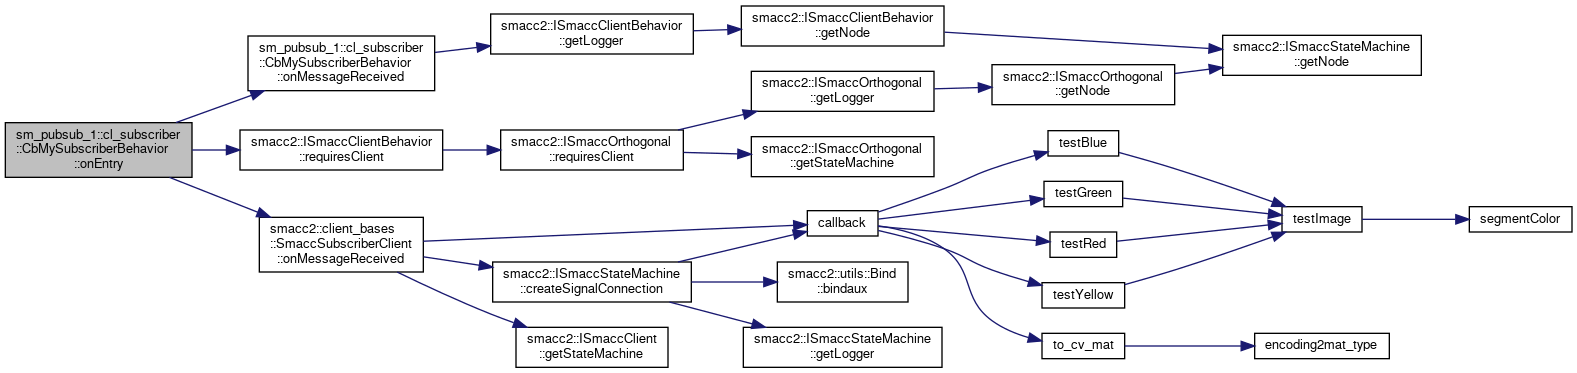 sm_pubsub_1::cl_subscriber
::CbMySubscriberBehavior
::onEntry
sm_pubsub_1::cl_subscriber
::CbMySubscriberBehavior
::onMessageReceived
smacc2::ISmaccClientBehavior
::getLogger
smacc2::ISmaccClientBehavior
::getNode
smacc2::ISmaccStateMachine
::getNode
smacc2::ISmaccClientBehavior
::requiresClient
smacc2::ISmaccOrthogonal
::requiresClient
smacc2::ISmaccOrthogonal
::getLogger
smacc2::ISmaccOrthogonal
::getNode
smacc2::ISmaccOrthogonal
::getStateMachine
smacc2::client_bases
::SmaccSubscriberClient
::onMessageReceived
callback
testBlue
testGreen
testRed
testYellow
testImage
segmentColor
to_cv_mat
encoding2mat_type
smacc2::ISmaccStateMachine
::createSignalConnection
smacc2::utils::Bind
::bindaux
smacc2::ISmaccStateMachine
::getLogger
smacc2::ISmaccClient
::getStateMachine